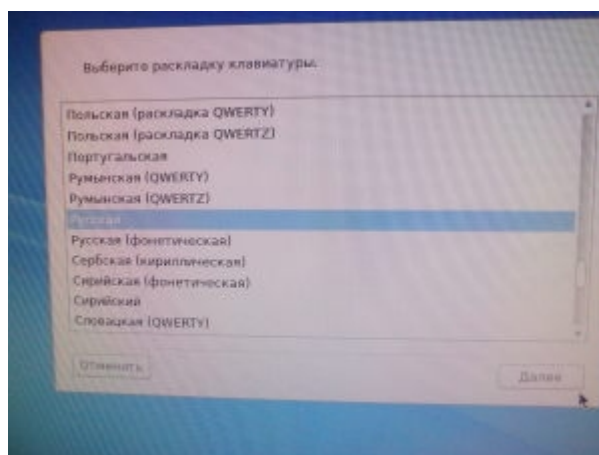 Выберите раскладку клавиатуры.
Польская (раскладка QWERTY)
Польская (раскладка QWERTZ)
Португальская
Румынская (QWERTY)
Румынская (QWERTZ)
Русская
Русская (фонетическая)
Сербская (кириллическая)
Сирийская (фонетическая)
Сирийский
Словацкая (QWERTY)
Отменить
Далее